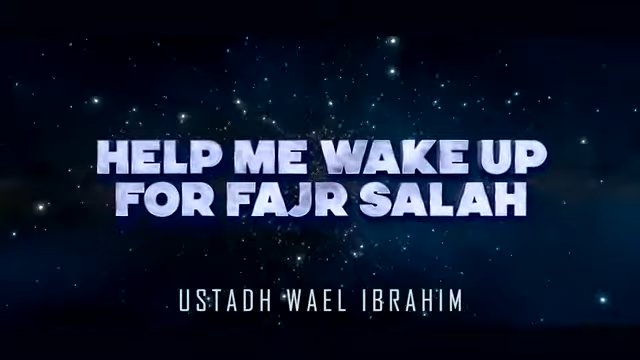 HELP ME WAKE UP
FOR FAJR SALAH
USTADH WAEL IBRAHIM